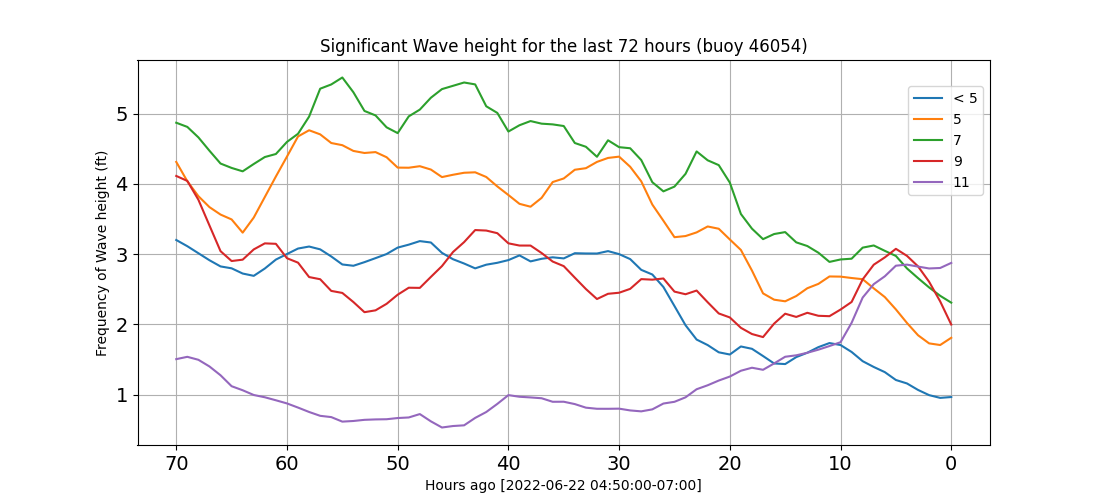 Significant Wave height for the last 72 hours (buoy 46054)
Frequency of Wave height (ft)
5
4
3
2
1
< 5
5
7
9
11
70 60 50 40 30 20 10 0
Hours ago [2022-06-22 04:50:00-07:00]